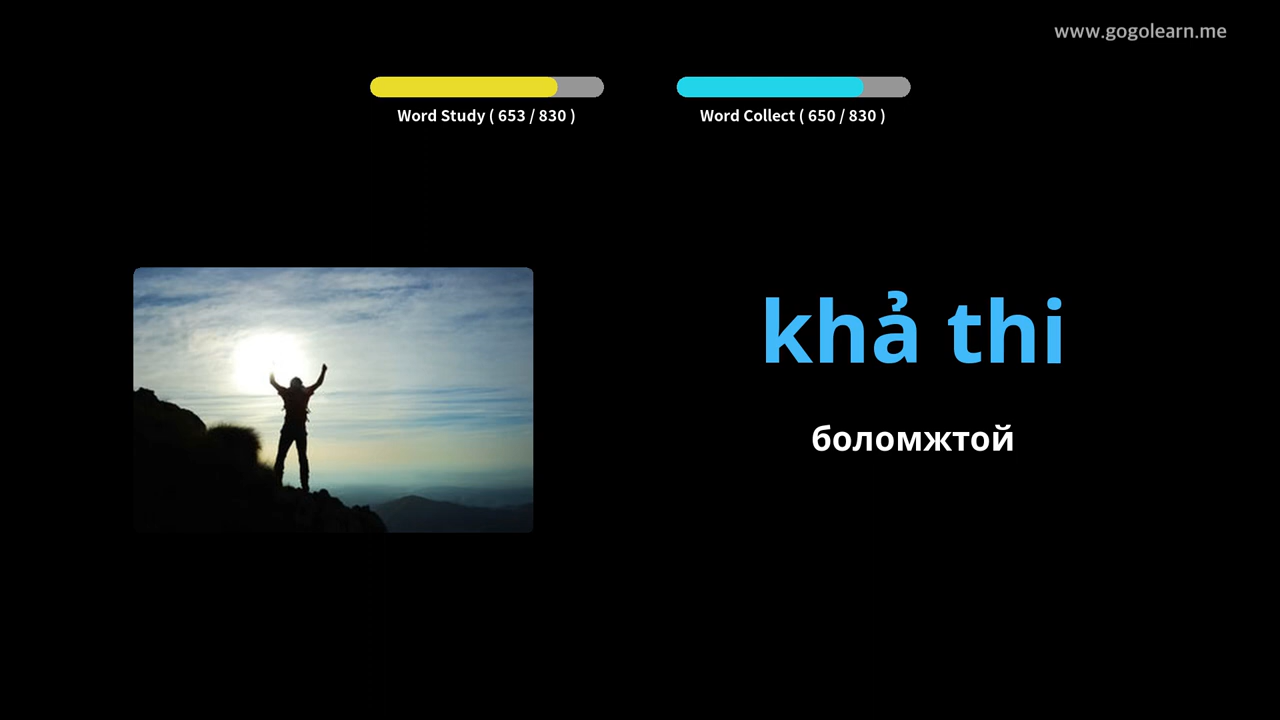 www.gogolearn.me
Word Study ( 653 / 830 )
Word Collect ( 650 / 830 )
khả thi
боломжтой